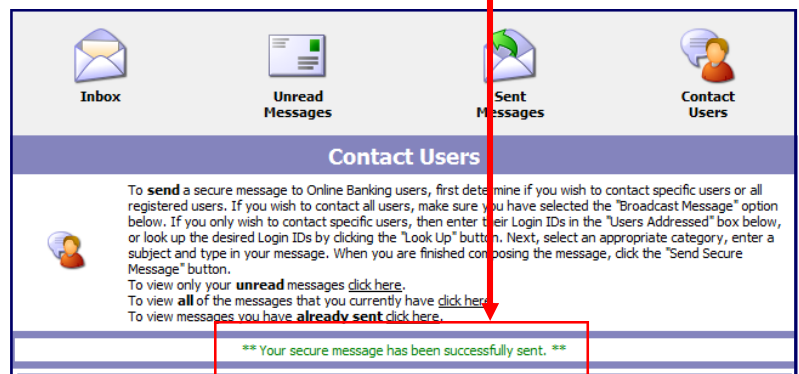 Inbox
Unread
Messages
Sent
Messages
Contact
Users
Contact Users
To send a secure message to Online Banking users, first determine if you wish to contact specific users or all
registered users. If you wish to contact all users, make sure you have selected the "Broadcast Message" option
below. If you only wish to contact specific users, then enter their Login IDs in the "Users Addressed" box below,
or look up the desired Login IDs by clicking the "Look Up" button. Next, select an appropriate category, enter a
subject and type in your message. When you are finished composing the message, click the "Send Secure
Message" button.
To view only your unread messages click here.
To view all of the messages that you currently have click here.
To view messages you have already sent click here.
** Your secure message has been successfully sent. **